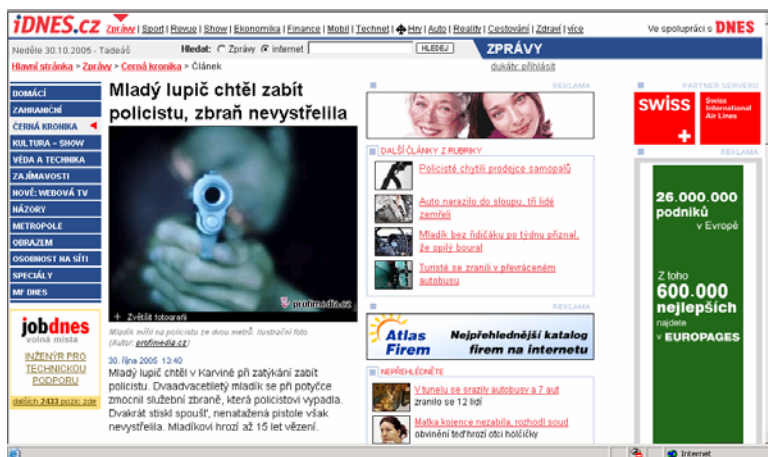 iDNES.cz
Zprávy | Sport | Revue | Show | Ekonomika | Finance | Mobil | Technet | Hry | Auto | Reality | Cestování | Zdraví | více
Ve spolupráci s DNES
Neděle 30.10.2005 - Tadeáš
Hledat: Zprávy internet
HLEDEJ
ZPRÁVY
Hlavní stránka > Zprávy > Černá kronika > Článek
dukáty: přihlásit
DOMÁCÍ
ZAHRANIČNÍ
ČERNÁ KRONIKA
KULTURA - SHOW
VĚDA A TECHNIKA
ZAJÍMAVOSTI
NOVÉ: WEBOVÁ TV
NÁZORY
METROPOLE
OBRAZEM
OSOBNOST NA SÍTI
SPECIÁLY
MF DNES
jobdnes
volná místa
INŽENÝR PRO
TECHNICKOU
PODPORU
dalších 2433 pozic zde
Mladý lupič chtěl zabít
policistu, zbraň nevystřelila
+ Zvětšit fotografii
profimedia.cz
Mladík mířil na policistu ze dvou metrů. Ilustrační foto
(Autor: profimedia.cz)
30. října 2005 13:40
Mladý lupič chtěl v Karviné při zatýkání zabít
policistu. Dvaadvacetiletý mladík se při potyčce
zmocnil služební zbraně, která policistovi vypadla.
Dvakrát stiskl spoušť, nenatažená pistole však
nevystřelila. Mladíkovi hrozí až 15 let vězení.
REKLAMA
DALŠÍ ČLÁNKY Z RUBRIKY
Policisté chytili prodejce samopalů
Auto narazilo do sloupu, tři lidé
zemřeli
Mladík bez řidičáku po týdnu přiznal,
že opilý boural
Turisté se zranili v převráceném
autobusu
REKLAMA
Atlas
Firem
Nejpřehlednější katalog
firem na internetu
NEPŘEHLÉDNĚTE
V tunelu se srazily autobusy a 7 aut
zranilo se 12 lidí
Matka kojence nezabila, rozhodl soud
obvinění teď hrozí otci holčičky
PARTNER SERVERU
swiss
Swiss
International
Air Lines
REKLAMA
26.000.000
podniků
v Evropě
Z toho
600.000
nejlepších
najdete
v EUROPAGES
Internet